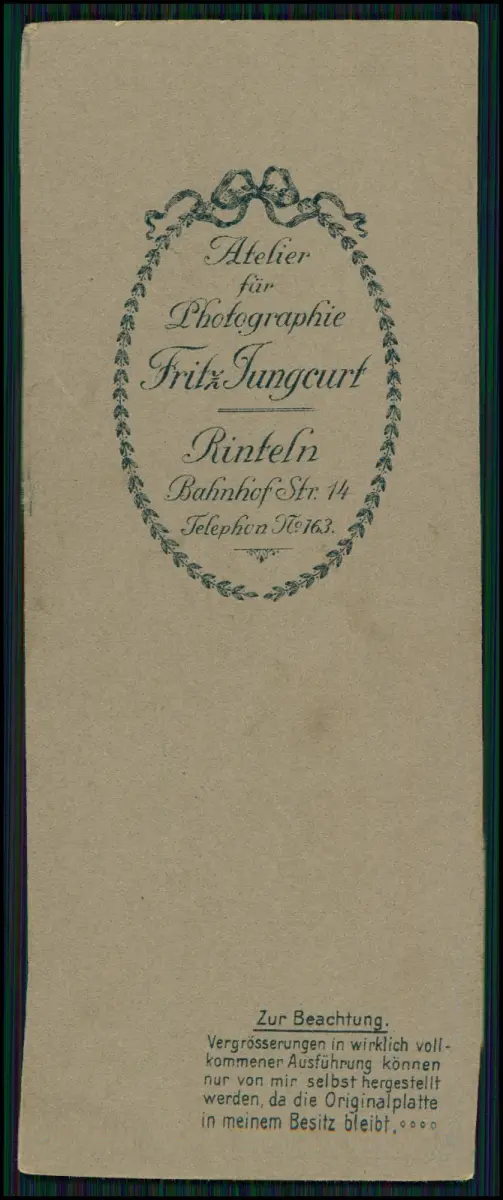 Atelier
für
Photographie
Fritz Jungcurt
Rinteln
Bahnhof Str. 14
Telephon No 163.
Zur Beachtung.
Vergrösserungen in wirklich voll-
kommener Ausführung können
nur von mir selbst hergestellt
werden, da die Originalplatte
in meinem Besitz bleibt.